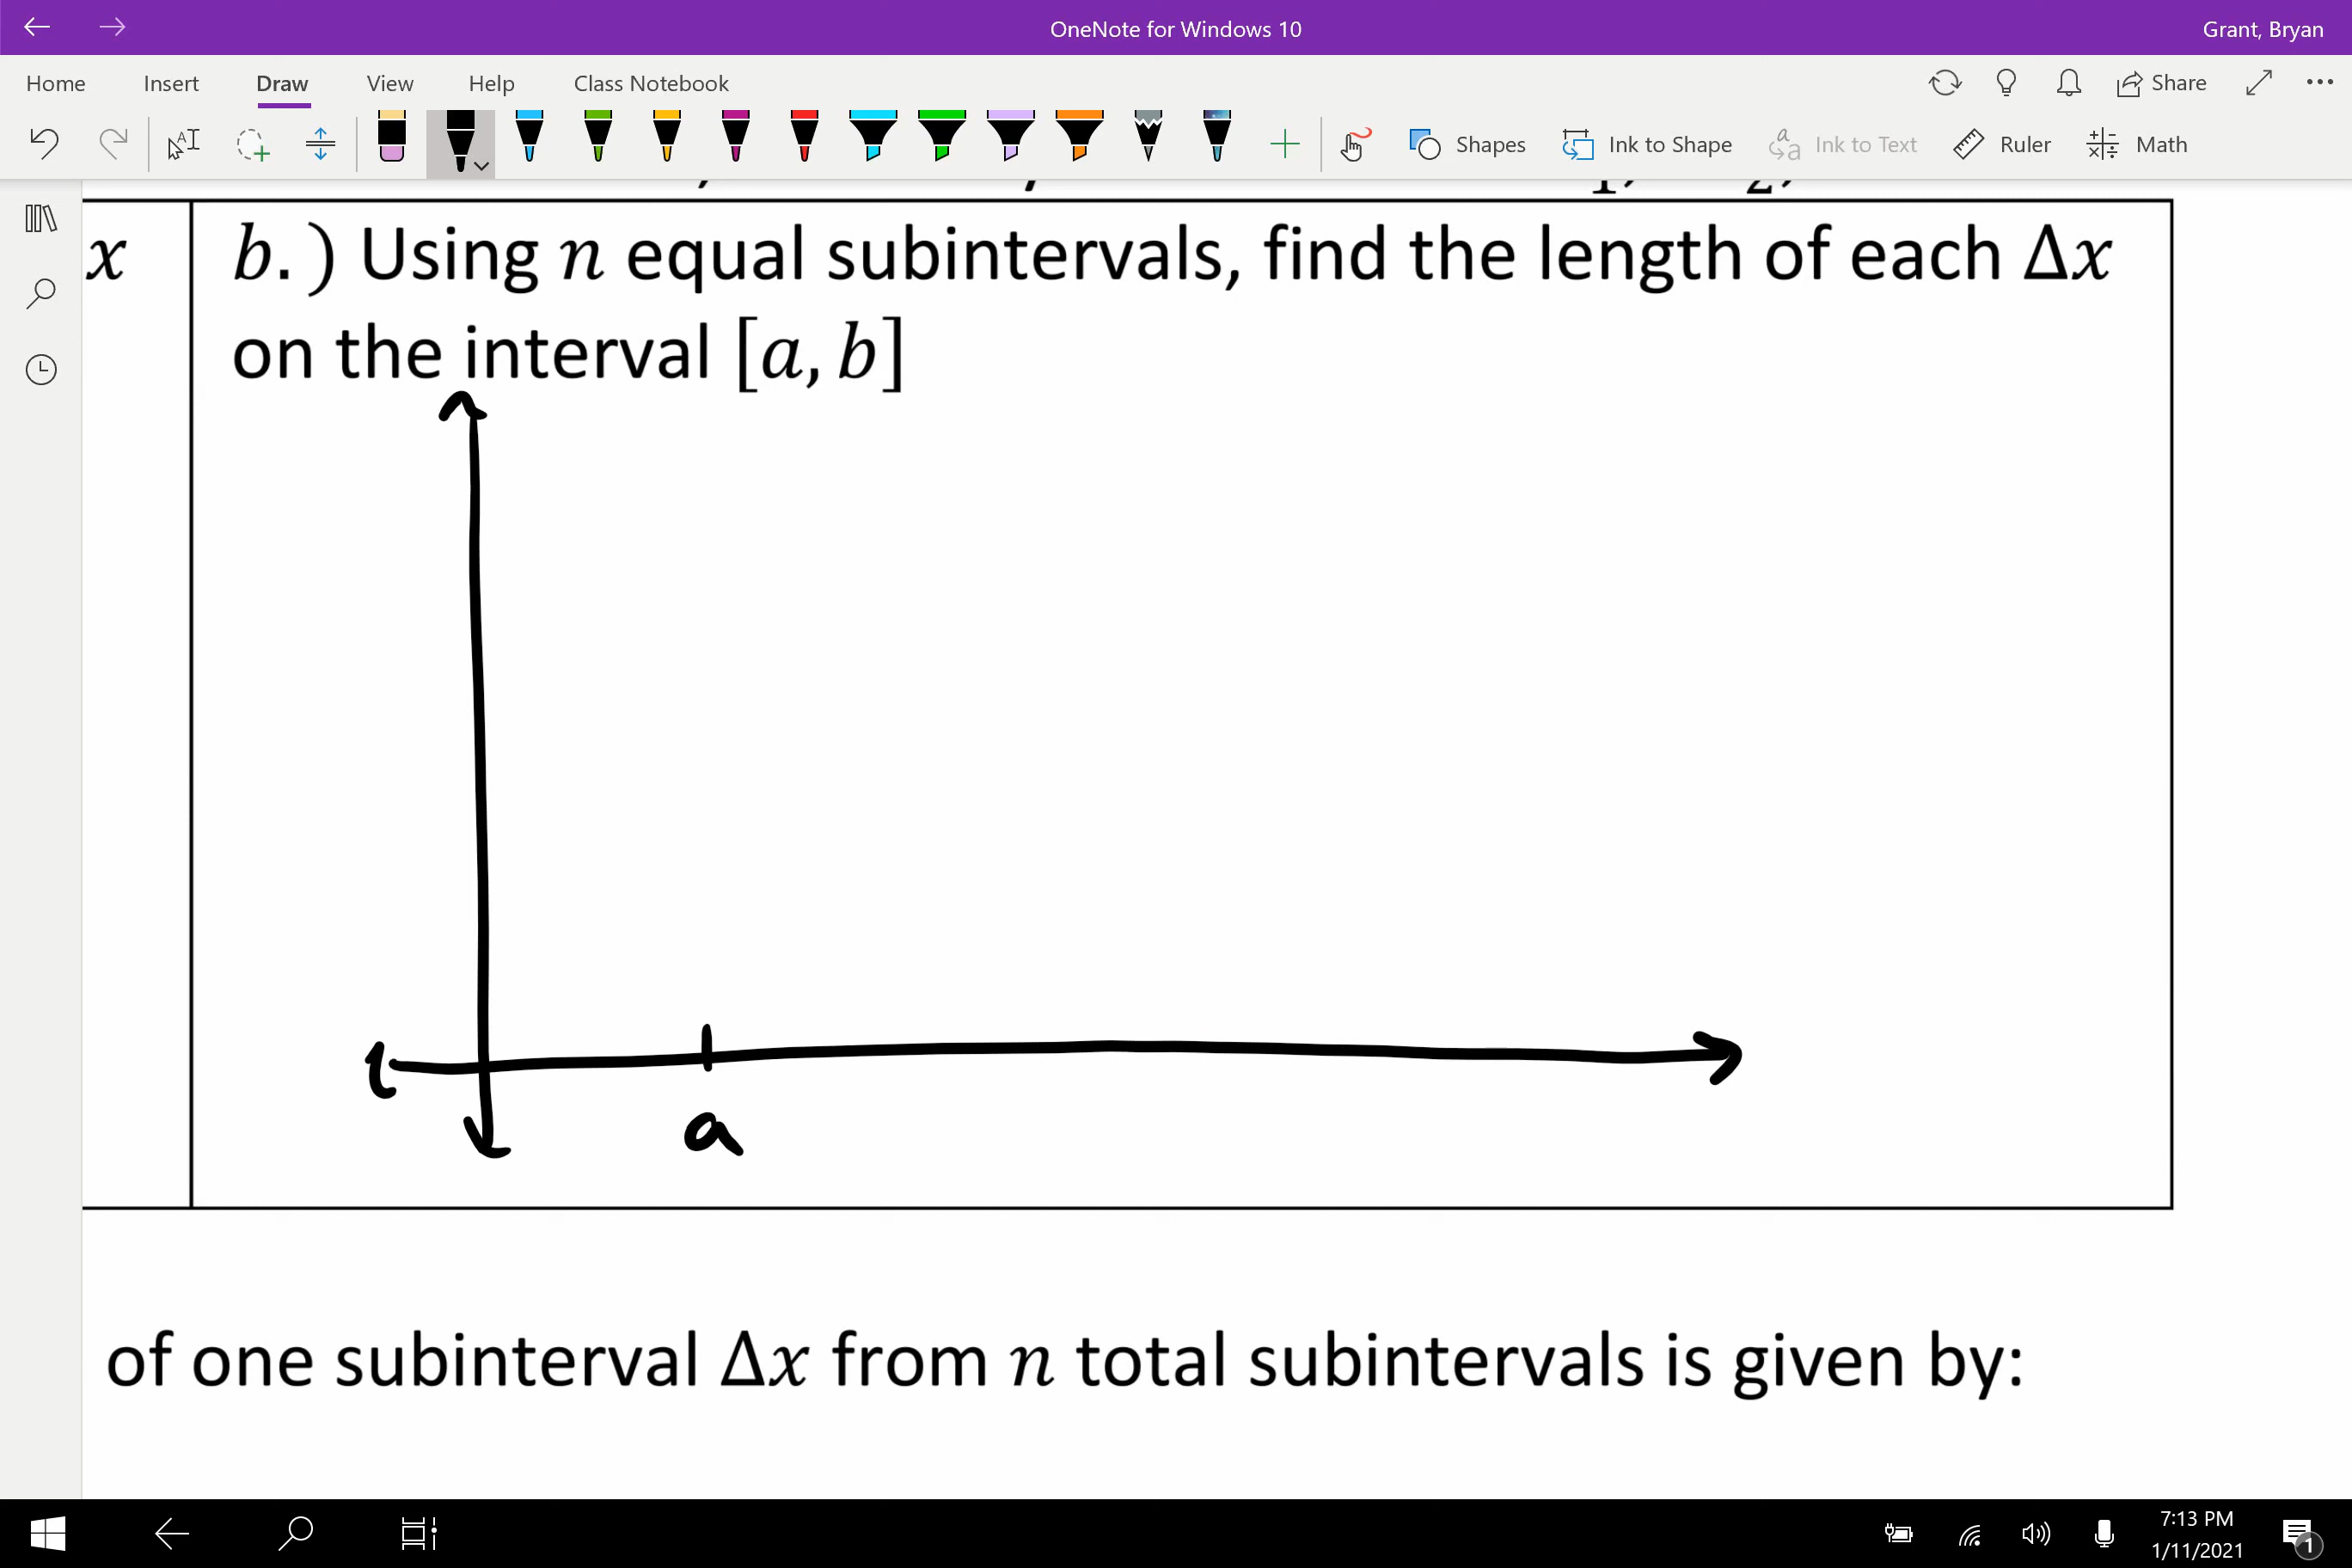 OneNote for Windows 10
Grant, Bryan
Home Insert Draw View Help Class Notebook
Share
Shapes Ink to Shape Ink to Text Ruler Math
x
b.) Using n equal subintervals, find the length of each Δx
on the interval [a, b]
a
of one subinterval Δx from n total subintervals is given by:
7:13 PM
1/11/2021
1